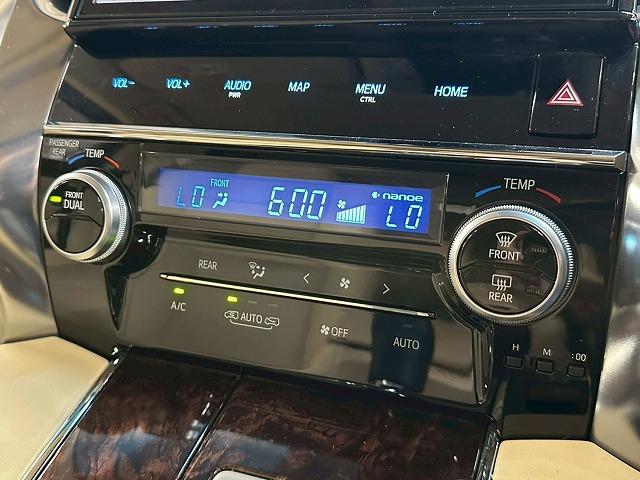 VOL- VOL+ AUDIO PWR MAP MENU CTRL HOME
PASSENGER /REAR TEMP
FRONT DUAL
LO FRONT 600 nanoe LO
TEMP
FRONT
REAR
REAR
A/C AUTO OFF AUTO
H M :00